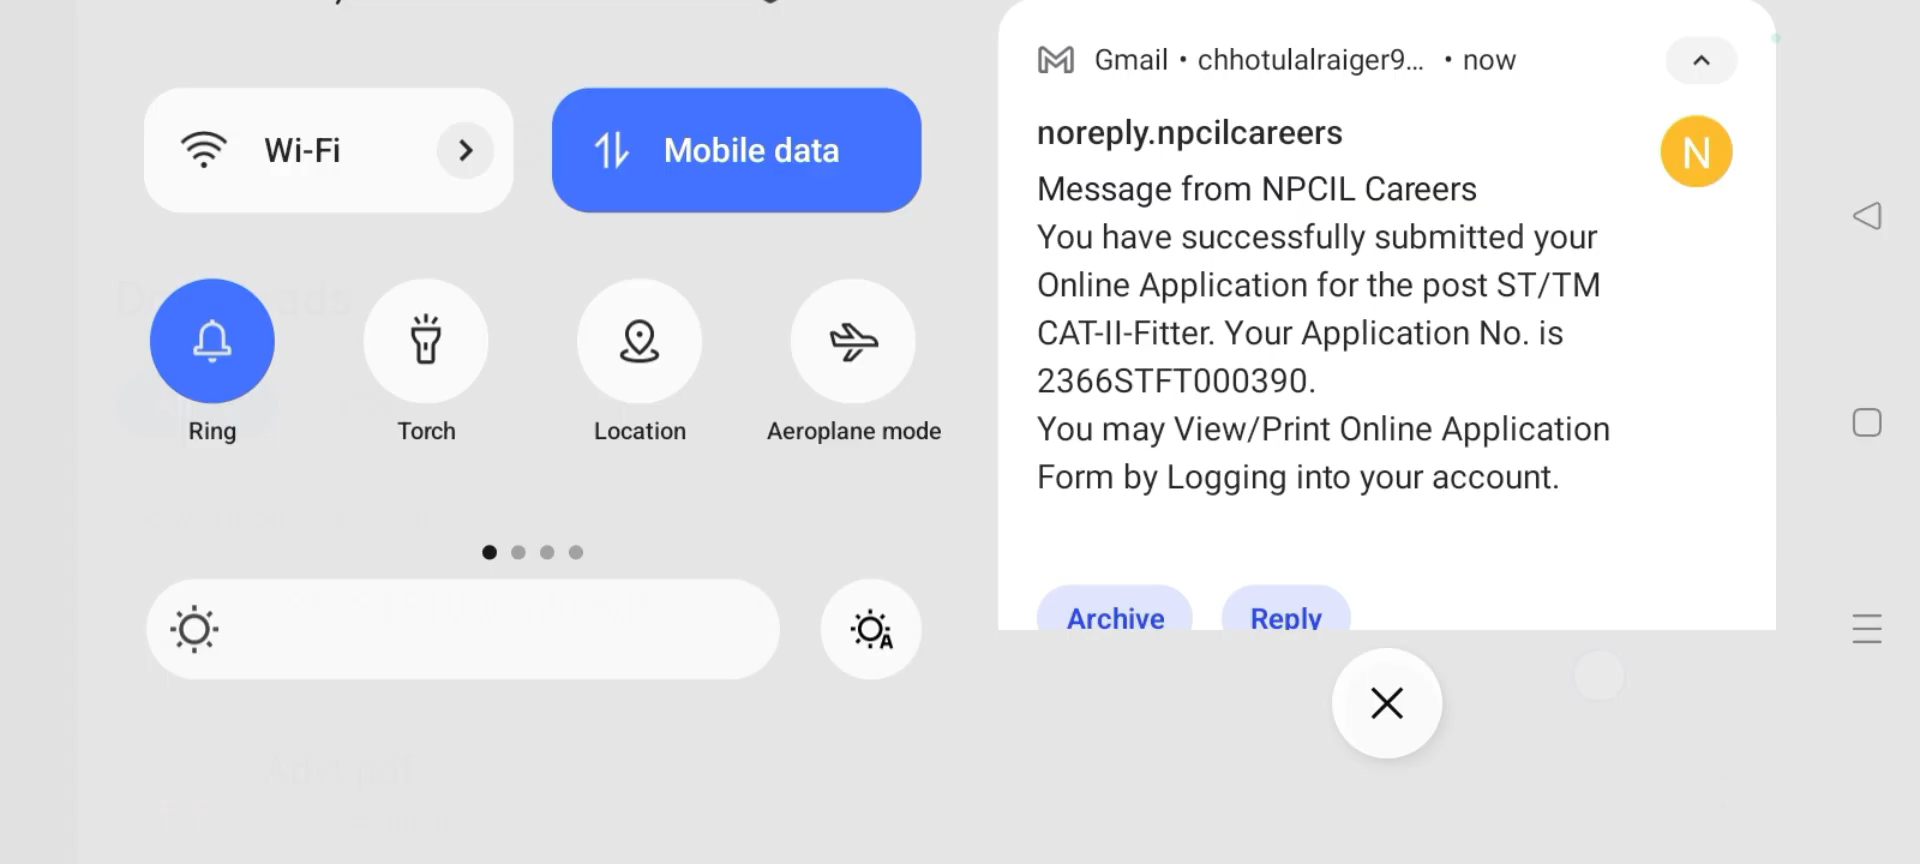 Wi-Fi
Mobile data
Ring
Torch
Location
Aeroplane mode
A
Gmail • chhotulalraiger9... • now
noreply.npcilcareers
N
Message from NPCIL Careers
You have successfully submitted your
Online Application for the post ST/TM
CAT-II-Fitter. Your Application No. is
2366STFT000390.
You may View/Print Online Application
Form by Logging into your account.
Archive
Reply